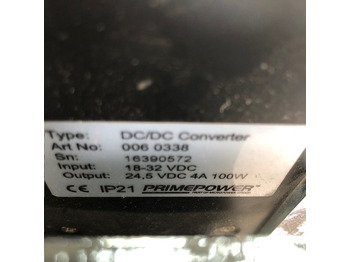 Type: DC/DC Converter
Art No: 006 0338
Sn: 16390572
Input: 18-32 VDC
Output: 24,5 VDC 4A 100W
CE IP21 PRIMEPOWER™